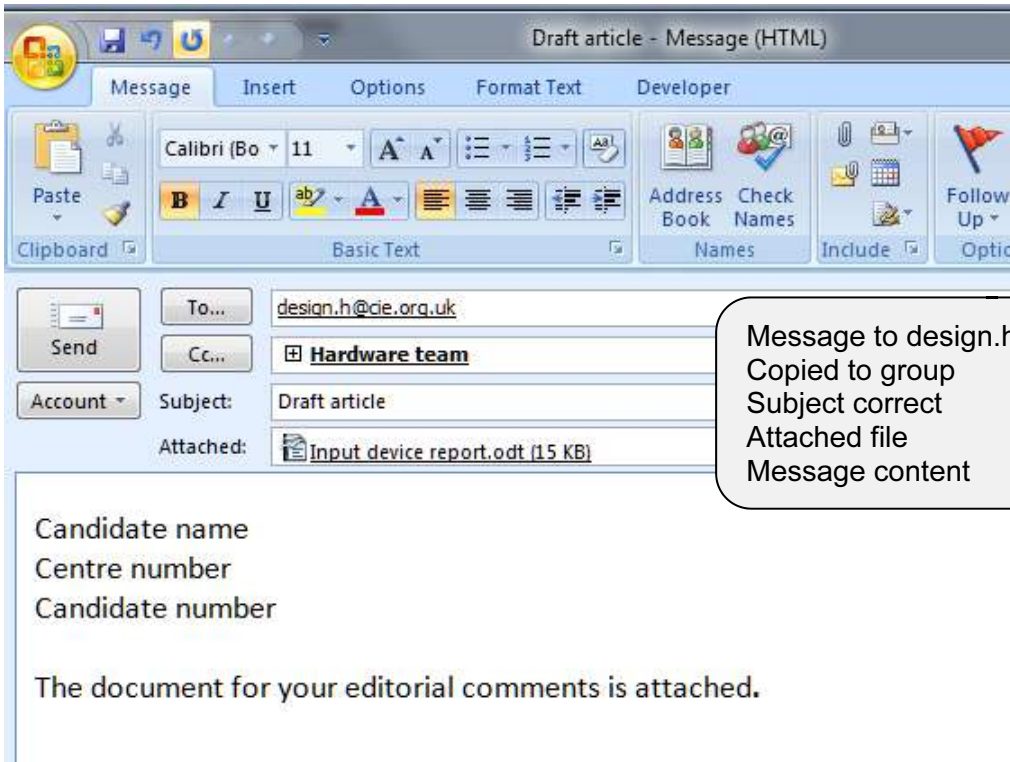 Draft article - Message (HTML)
Message Insert Options Format Text Developer
Calibri (Bo 11
Paste
B I U
Address Book
Check Names
Follow Up
Clipboard Basic Text Names Include
To... design.h@cie.org.uk
Send
Cc... Hardware team
Account Subject: Draft article
Attached: Input device report.odt (15 KB)
Message to design.h
Copied to group
Subject correct
Attached file
Message content
Candidate name
Centre number
Candidate number
The document for your editorial comments is attached.